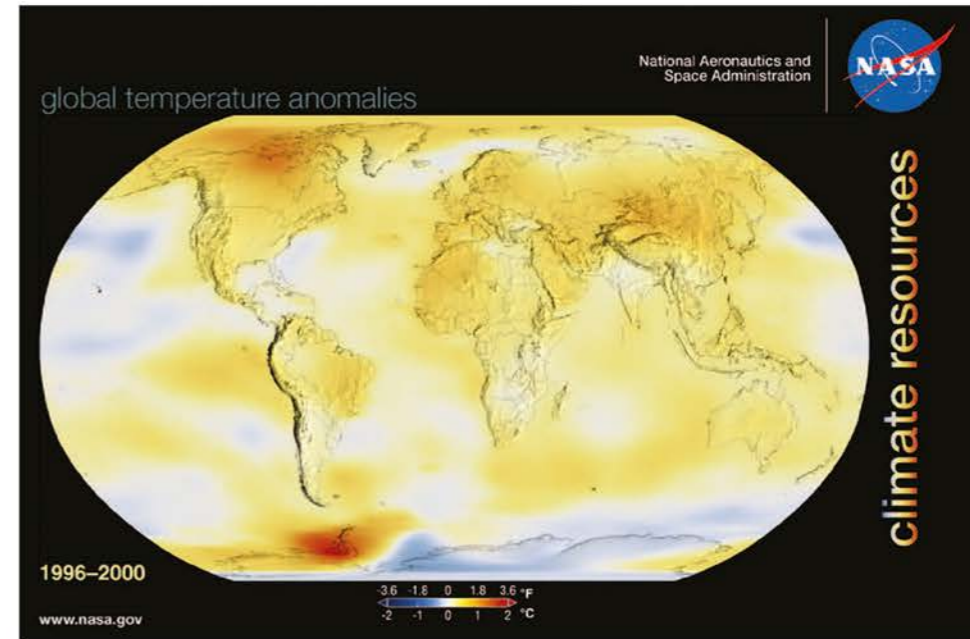 National Aeronautics and
Space Administration
NASA
global temperature anomalies
climate resources
1996–2000
-3.6 -1.8 0 1.8 3.6 °F
-2 -1 0 1 2 °C
www.nasa.gov